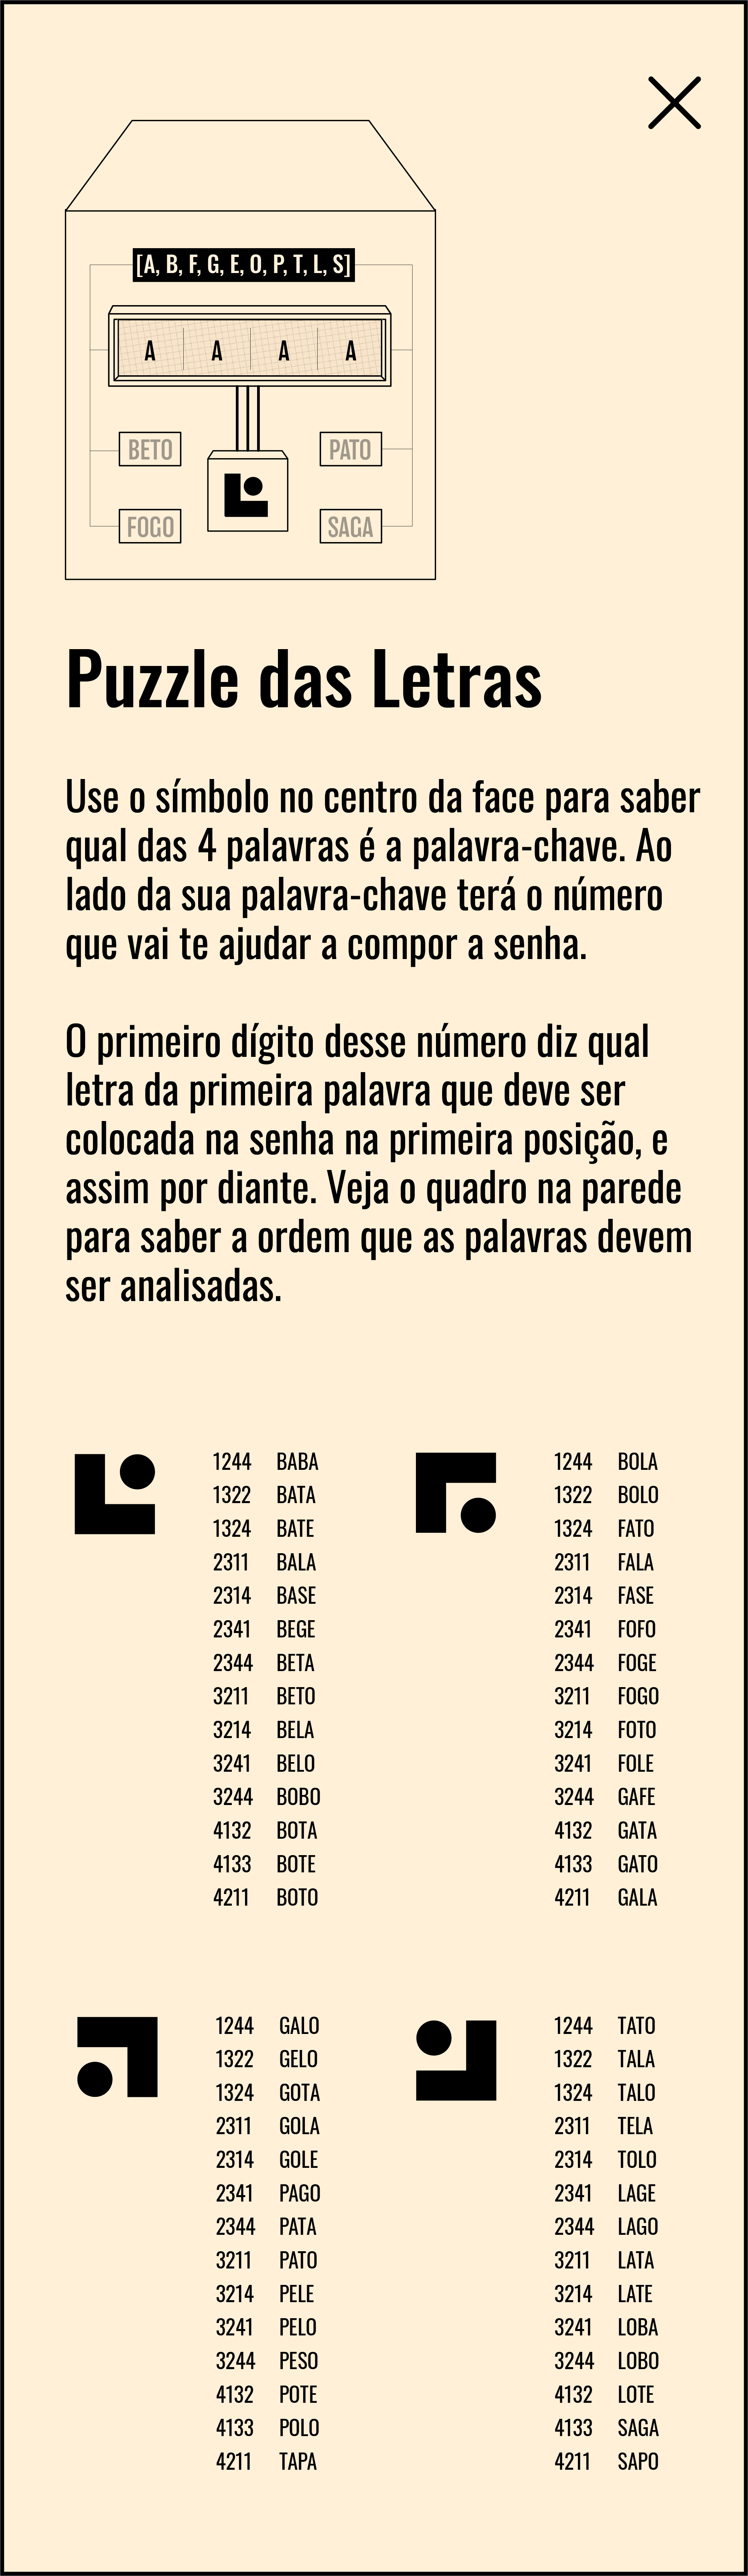 [A, B, F, G, E, O, P, T, L, S]
A A A A
BETO PATO
FOGO SAGA
Puzzle das Letras
Use o símbolo no centro da face para saber
qual das 4 palavras é a palavra-chave. Ao
lado da sua palavra-chave terá o número
que vai te ajudar a compor a senha.
O primeiro dígito desse número diz qual
letra da primeira palavra que deve ser
colocada na senha na primeira posição, e
assim por diante. Veja o quadro na parede
para saber a ordem que as palavras devem
ser analisadas.
1244 BABA
1322 BATA
1324 BATE
2311 BALA
2314 BASE
2341 BEGE
2344 BETA
3211 BETO
3214 BELA
3241 BELO
3244 BOBO
4132 BOTA
4133 BOTE
4211 BOTO
1244 BOLA
1322 BOLO
1324 FATO
2311 FALA
2314 FASE
2341 FOFO
2344 FOGE
3211 FOGO
3214 FOTO
3241 FOLE
3244 GAFE
4132 GATA
4133 GATO
4211 GALA
1244 GALO
1322 GELO
1324 GOTA
2311 GOLA
2314 GOLE
2341 PAGO
2344 PATA
3211 PATO
3214 PELE
3241 PELO
3244 PESO
4132 POTE
4133 POLO
4211 TAPA
1244 TATO
1322 TALA
1324 TALO
2311 TELA
2314 TOLO
2341 LAGE
2344 LAGO
3211 LATA
3214 LATE
3241 LOBA
3244 LOBO
4132 LOTE
4133 SAGA
4211 SAPO